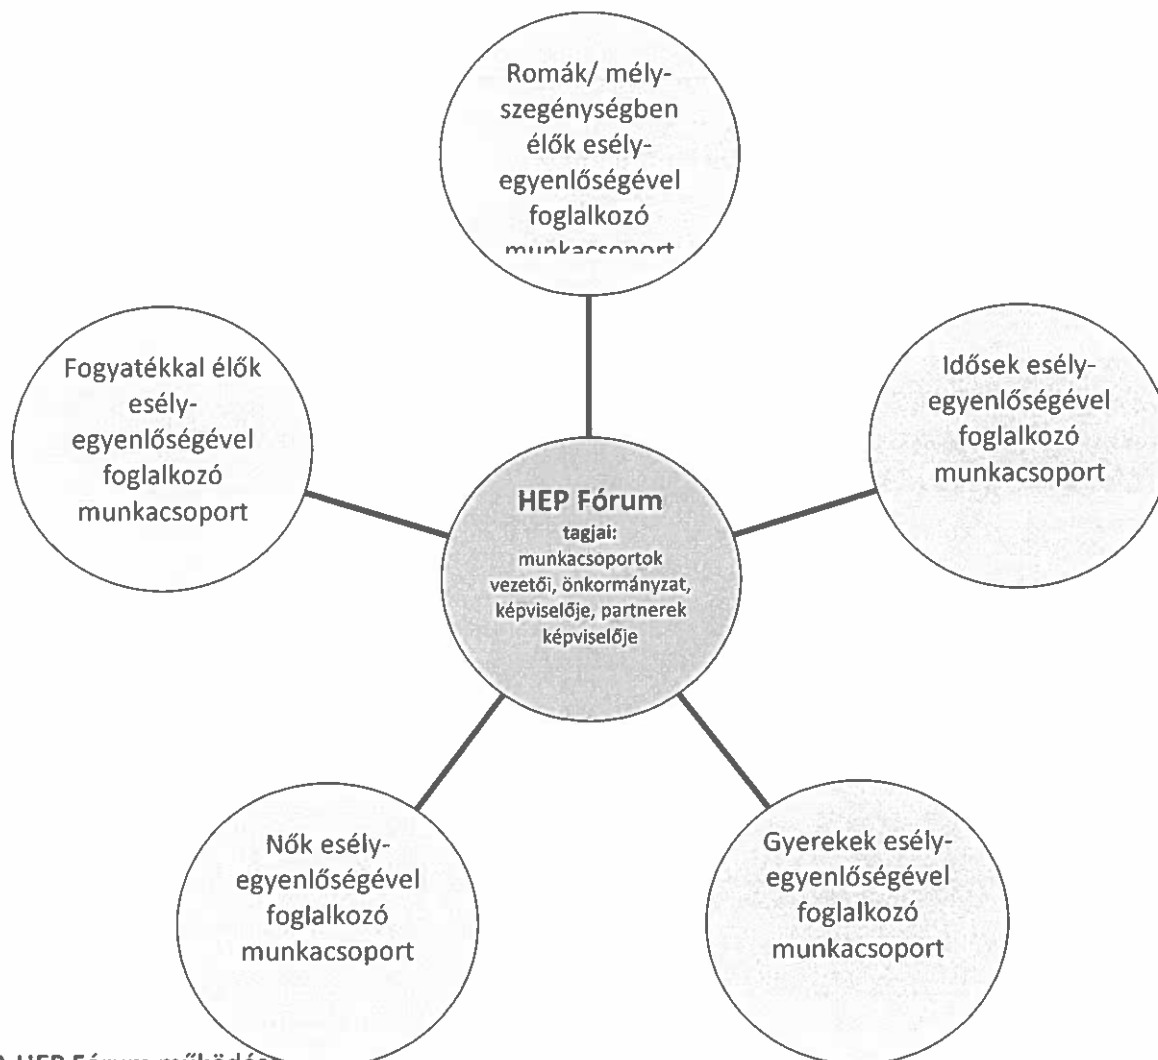 Romák/ mély-
szegénységben
élők esély-
egyenlőségével
foglalkozó
munkacsoport
Fogyatékkal élők
esély-
egyenlőségével
foglalkozó
munkacsoport
Idősek esély-
egyenlőségével
foglalkozó
munkacsoport
HEP Fórum
tagjai:
munkacsoportok
vezetői, önkormányzat,
képviselője, partnerek
képviselője
Nők esély-
egyenlőségével
foglalkozó
munkacsoport
Gyerekek esély-
egyenlőségével
foglalkozó
munkacsoport
HEP Fórum